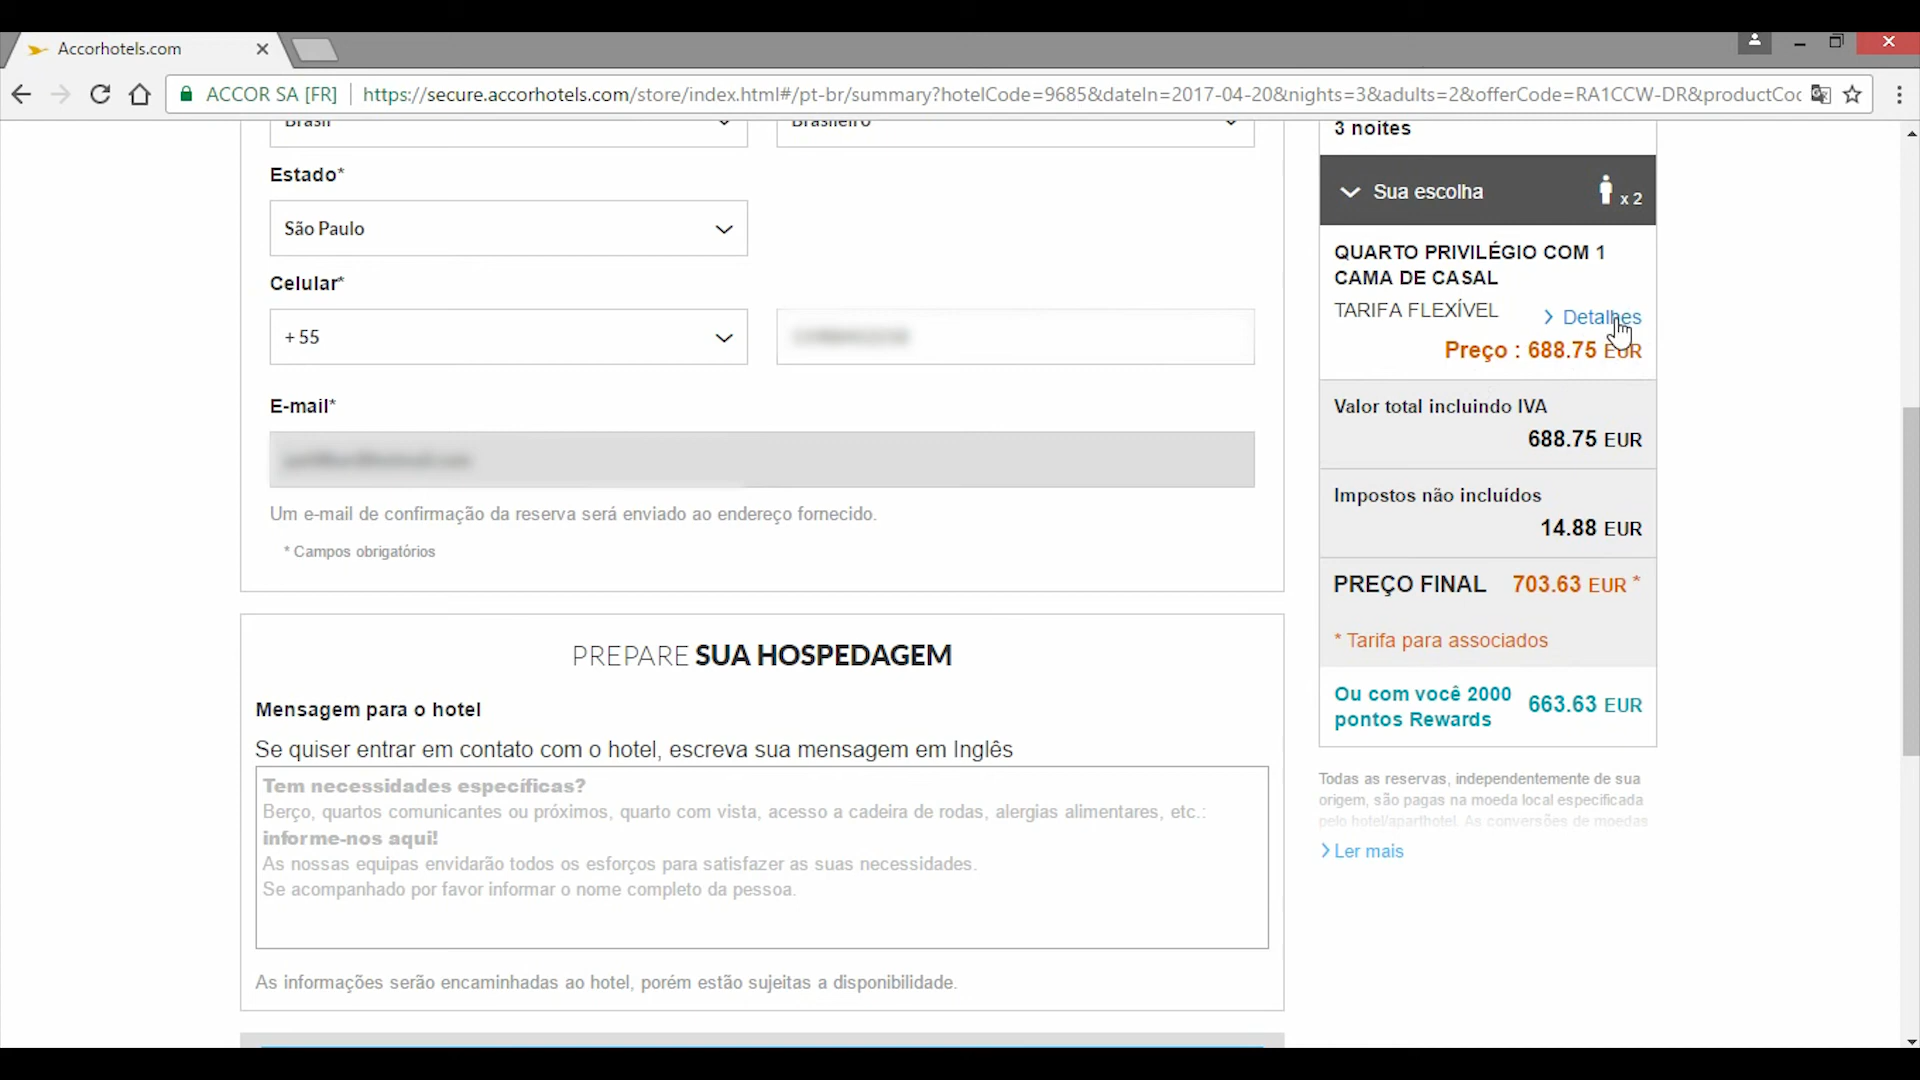 Accorhotels.com
ACCOR SA [FR]
https://secure.accorhotels.com/store/index.html#/pt-br/summary?hotelCode=9685&dateIn=2017-04-20&nights=3&adults=2&offerCode=RA1CCW-DR&productCoc
Brasil
Brasileiro
Estado*
São Paulo
Celular*
+ 55
E-mail*
Um e-mail de confirmação da reserva será enviado ao endereço fornecido.
* Campos obrigatórios
PREPARE SUA HOSPEDAGEM
Mensagem para o hotel
Se quiser entrar em contato com o hotel, escreva sua mensagem em Inglês
Tem necessidades específicas?
Berço, quartos comunicantes ou próximos, quarto com vista, acesso a cadeira de rodas, alergias alimentares, etc.:
informe-nos aqui!
As nossas equipas envidarão todos os esforços para satisfazer as suas necessidades.
Se acompanhado por favor informar o nome completo da pessoa.
As informações serão encaminhadas ao hotel, porém estão sujeitas a disponibilidade.
3 noites
Sua escolha
x 2
QUARTO PRIVILÉGIO COM 1
CAMA DE CASAL
TARIFA FLEXÍVEL
Detalhes
Preço : 688.75 EUR
Valor total incluindo IVA
688.75 EUR
Impostos não incluídos
14.88 EUR
PREÇO FINAL 703.63 EUR *
* Tarifa para associados
Ou com você 2000
pontos Rewards
663.63 EUR
Todas as reservas, independentemente de sua
origem, são pagas na moeda local especificada
pelo hotel/aparthotel. As conversões de moedas
Ler mais